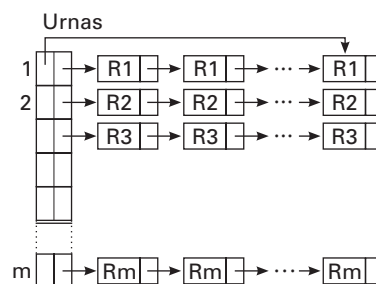 Urnas
1 R1 R1 ... R1
2 R2 R2 ... R2
R3 R3 ... R3
m Rm Rm ... Rm